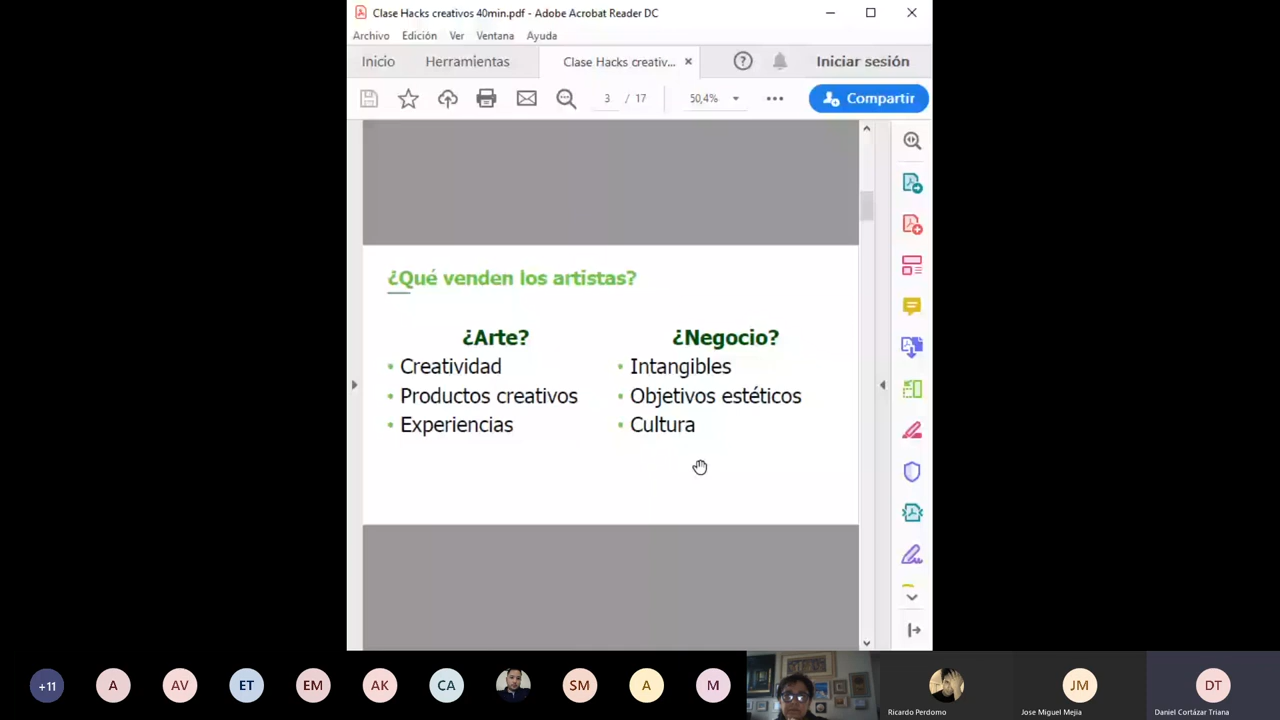 Clase Hacks creativos 40min.pdf - Adobe Acrobat Reader DC
Archivo Edición Ver Ventana Ayuda
Inicio Herramientas Clase Hacks creativ... × ? Iniciar sesión
3 / 17 50,4% Compartir
¿Qué venden los artistas?
¿Arte?
• Creatividad
• Productos creativos
• Experiencias
¿Negocio?
• Intangibles
• Objetivos estéticos
• Cultura
+11 A AV ET EM AK CA SM A M JM DT
Ricardo Perdomo Jose Miguel Mejia Daniel Cortázar Triana